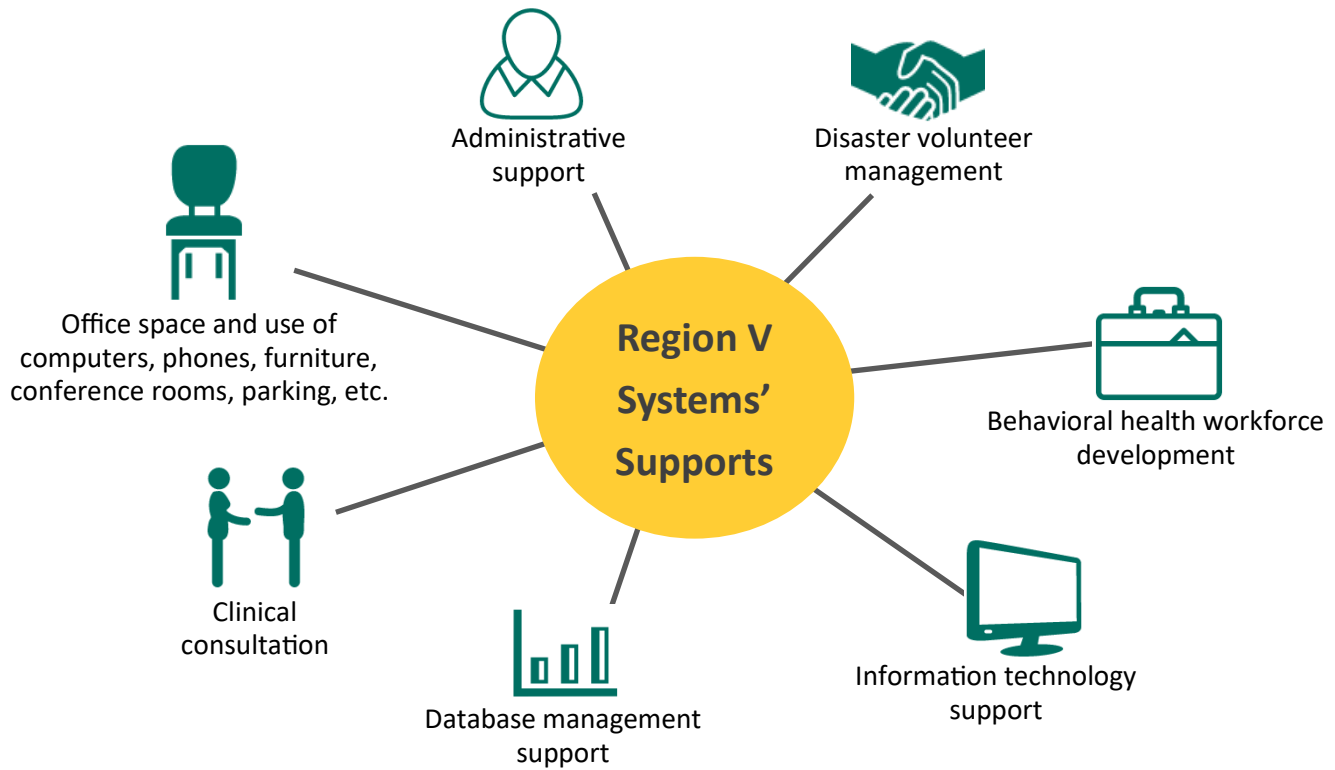 Administrative
support
Disaster volunteer
management
Office space and use of
computers, phones, furniture,
conference rooms, parking, etc.
Region V
Systems’
Supports
Behavioral health workforce
development
Clinical
consultation
Database management
support
Information technology
support